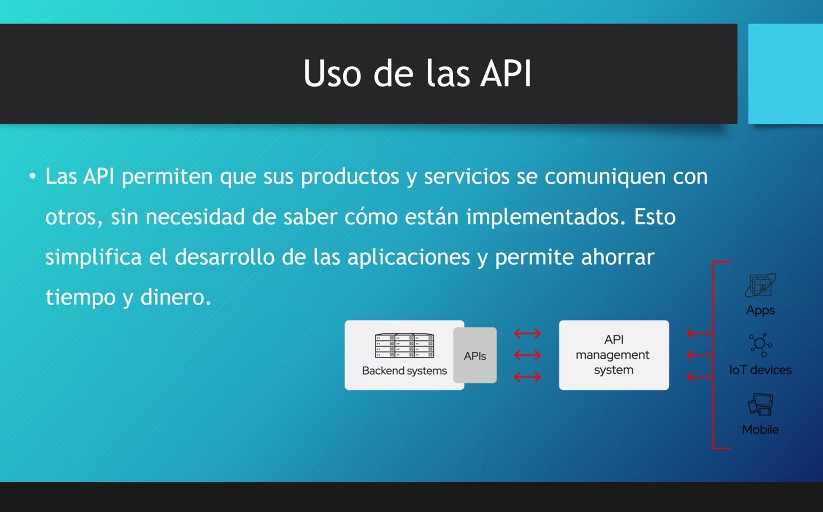 Uso de las API
• Las API permiten que sus productos y servicios se comuniquen con
otros, sin necesidad de saber cómo están implementados. Esto
simplifica el desarrollo de las aplicaciones y permite ahorrar
tiempo y dinero.
Backend systems
APIs
API
management
system
Apps
IoT devices
Mobile